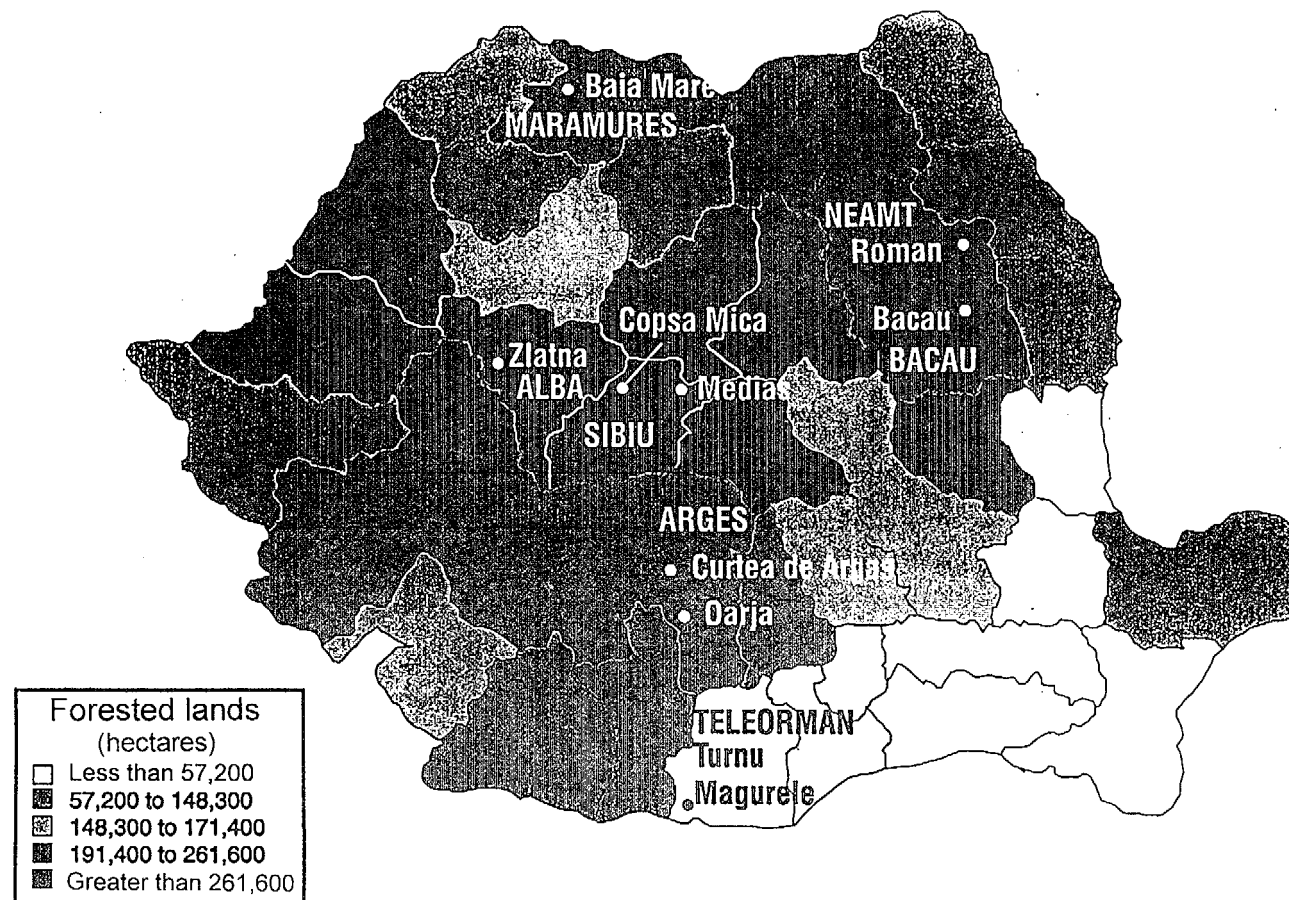 Baia Mare
MARAMURES
NEAMT
Roman
Copsa Mica
Bacau
Zlatna
BACAU
ALBA
Medias
SIBIU
ARGES
Curtea de Arjas
Oarja
TELEORMAN
Turnu
Magurele
Forested lands
(hectares)
Less than 57,200
57,200 to 148,300
148,300 to 171,400
191,400 to 261,600
Greater than 261,600